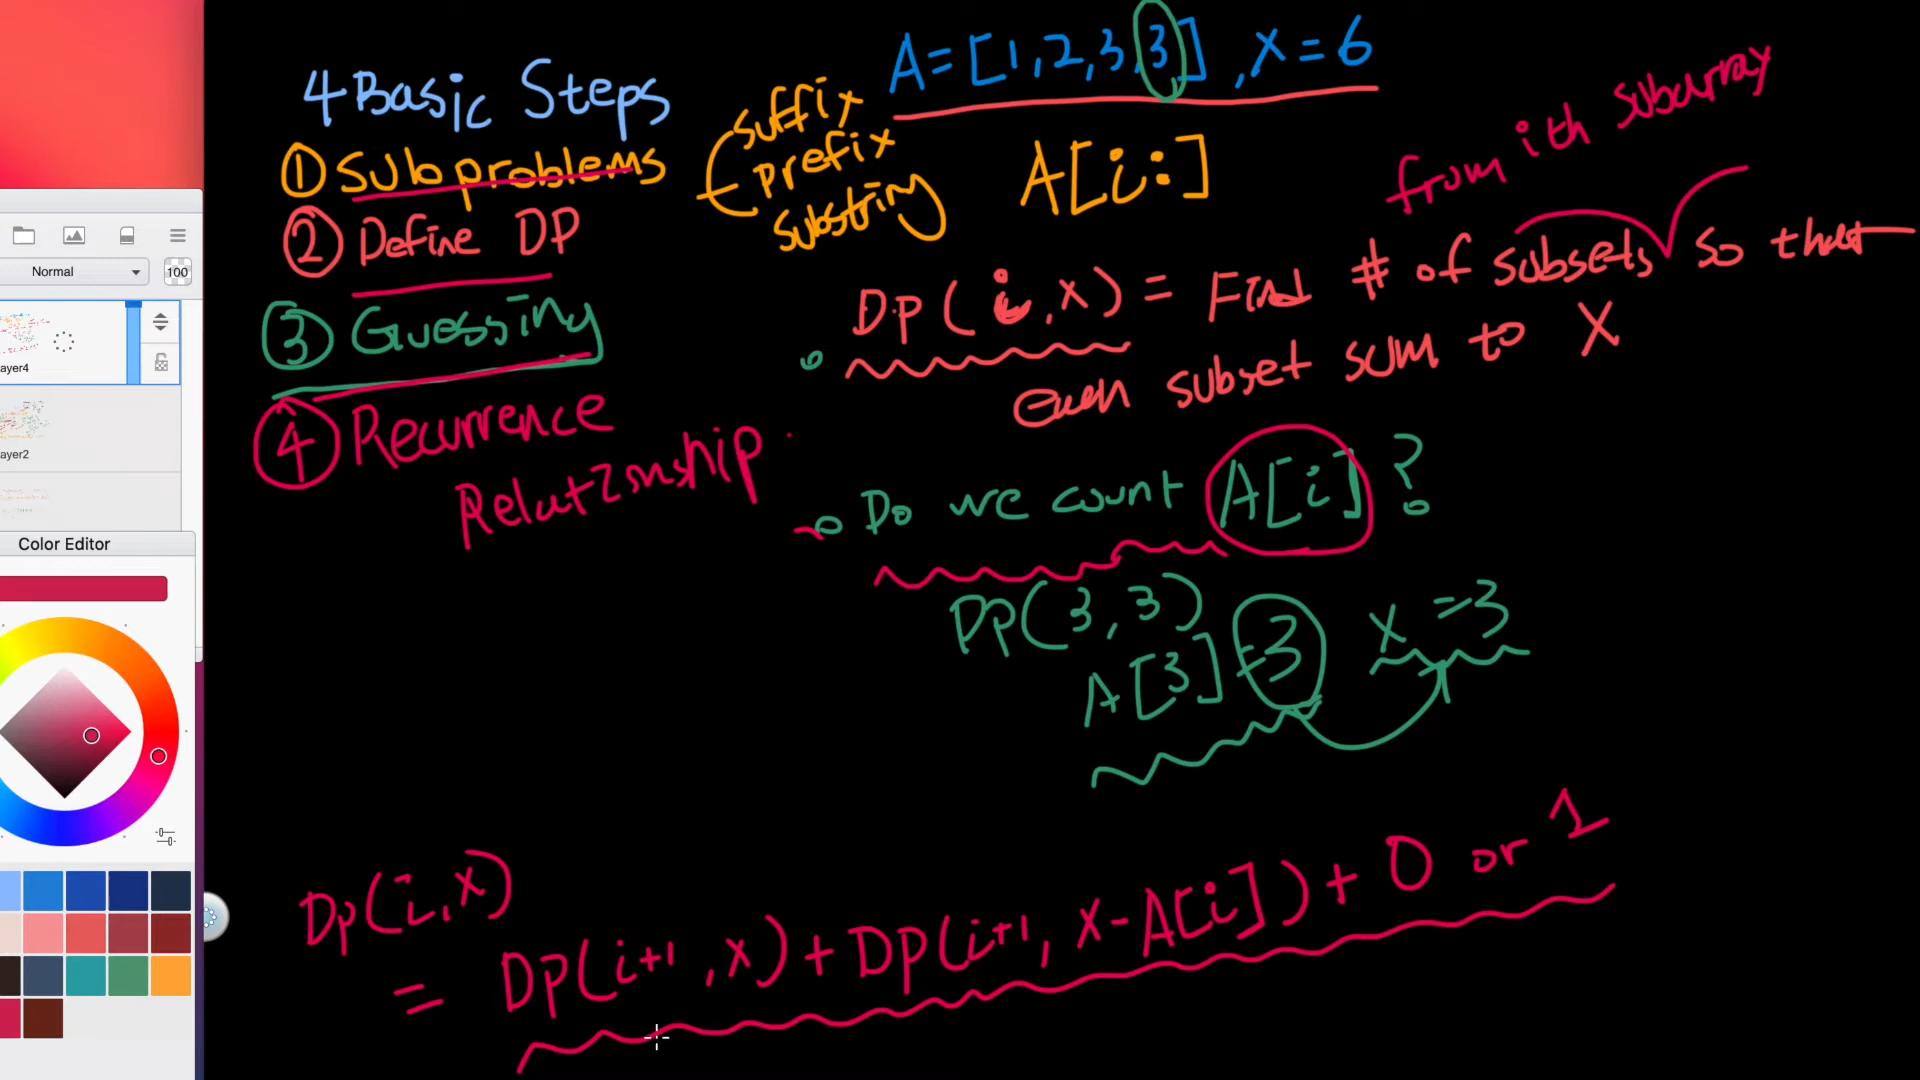 A=[1,2,3,3], X=6
4 Basic Steps
① Subproblems
suffix
prefix
substring
A[i:]
from ith subarray
② Define DP
DP(i,x) = Find # of subsets so that
each subset sum to X
③ Guessing
④ Recurrence
Relationship
Do we count A[i]?
DP(3,3)
A[3]=3 x=3
Dp(i,x)
= DP(i+1,x)+DP(i+1, x-A[i])+0 or 1
Normal
100
ayer4
ayer2
Color Editor